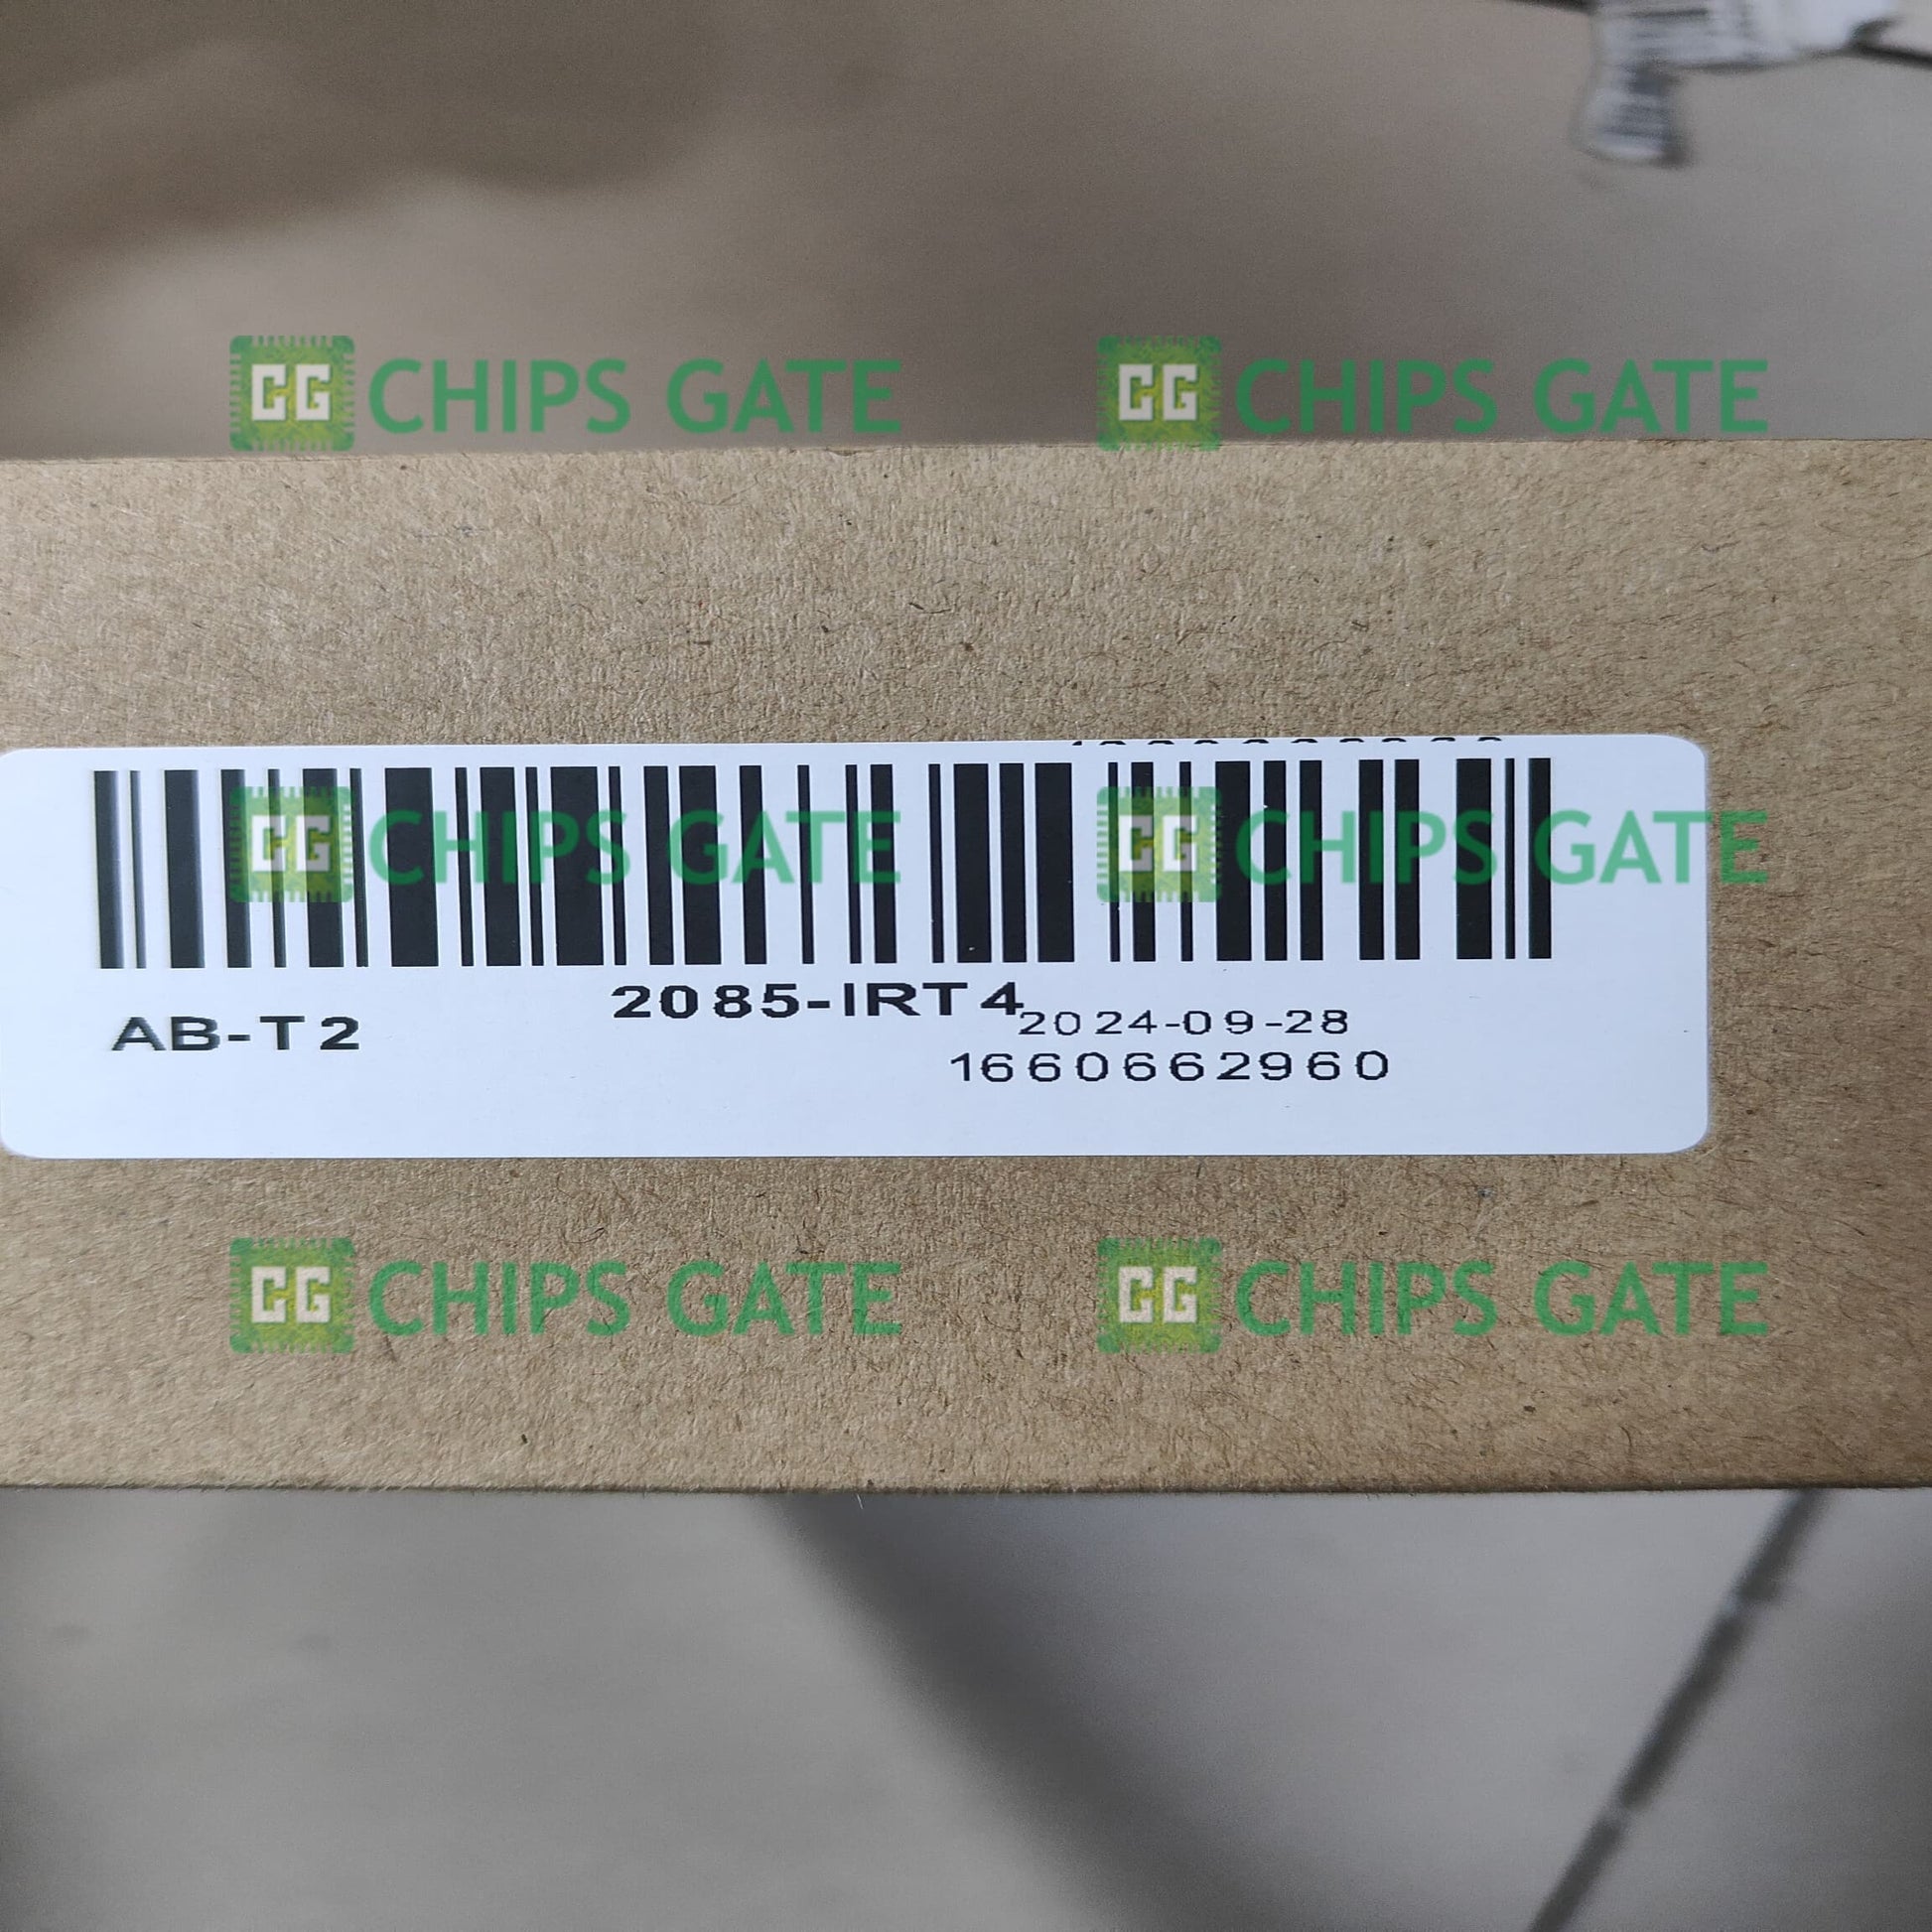 CG CHIPS GATE CG CHIPS GATE
CG CHIPS GATE CG CHIPS GATE
2085-IRT4
AB-T2
2024-09-28
1660662960
CG CHIPS GATE CG CHIPS GATE